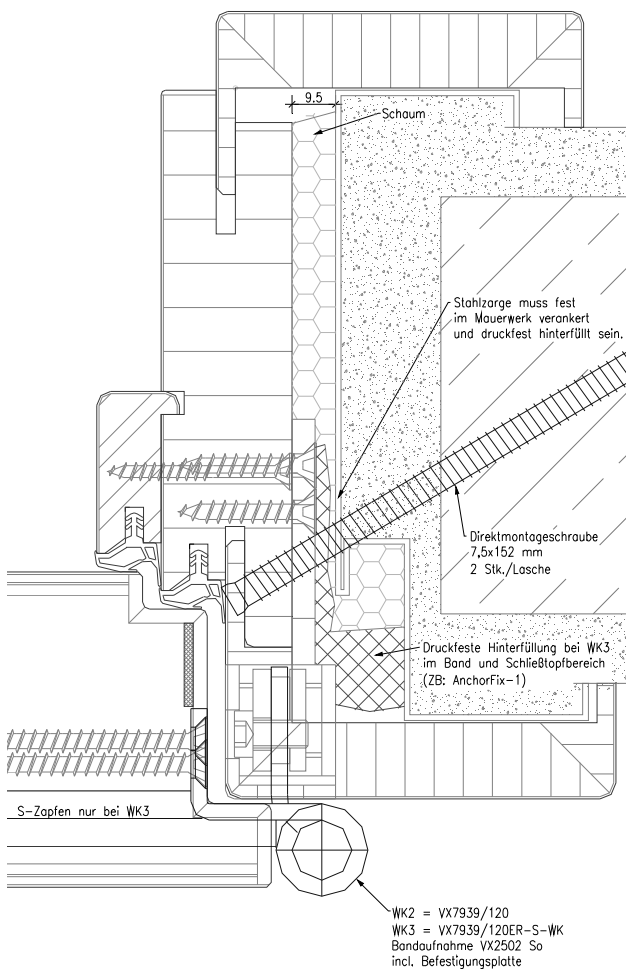 9.5
Schaum
Stahlzarge muss fest
im Mauerwerk verankert
und druckfest hinterfüllt sein.
Direktmontageschraube
7,5x152 mm
2 Stk./Lasche
Druckfeste Hinterfüllung bei WK3
im Band und Schließtopfbereich
(ZB: AnchorFix-1)
S-Zapfen nur bei WK3
WK2 = VX7939/120
WK3 = VX7939/120ER-S-WK
Bandaufnahme VX2502 So
incl. Befestigungsplatte